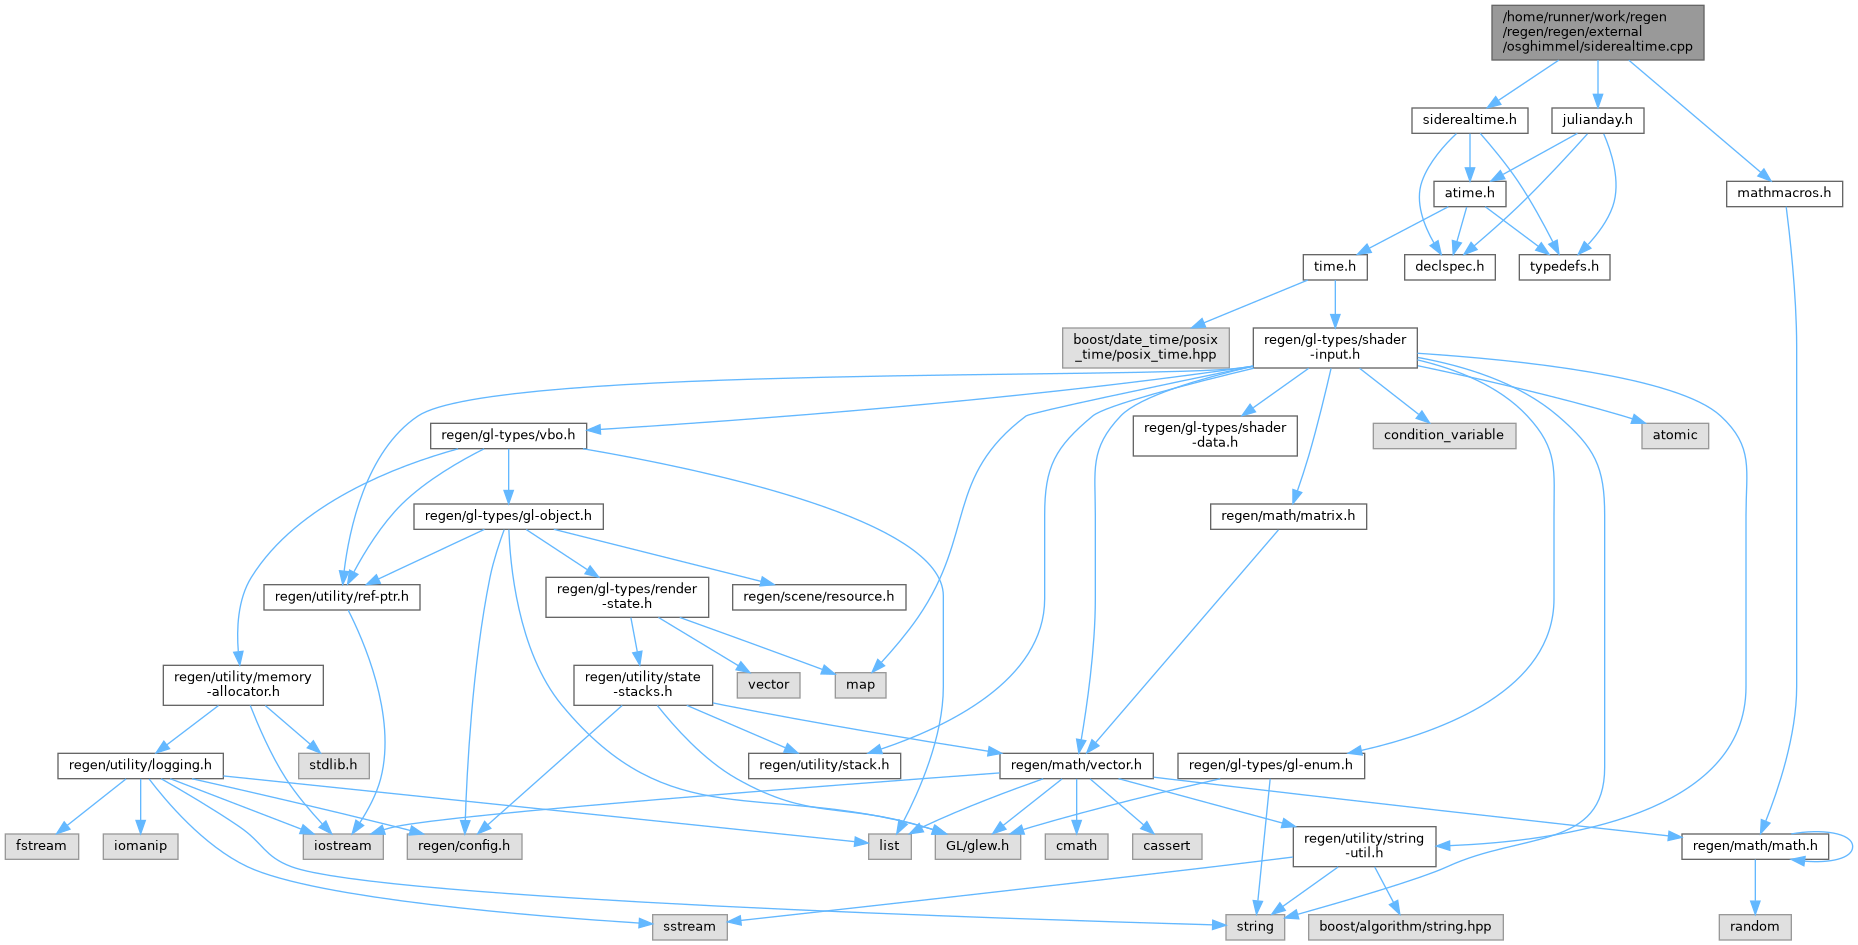 /home/runner/work/regen
/regen/regen/external
/osghimmel/siderealtime.cpp
siderealtime.h
julianday.h
atime.h
mathmacros.h
time.h
declspec.h
typedefs.h
boost/date_time/posix
_time/posix_time.hpp
regen/gl-types/shader
-input.h
regen/gl-types/vbo.h
regen/gl-types/shader
-data.h
condition_variable
atomic
regen/gl-types/gl-object.h
regen/math/matrix.h
regen/utility/ref-ptr.h
regen/gl-types/render
-state.h
regen/scene/resource.h
regen/utility/memory
-allocator.h
regen/utility/state
-stacks.h
vector
map
regen/utility/logging.h
stdlib.h
regen/utility/stack.h
regen/math/vector.h
regen/gl-types/gl-enum.h
fstream
iomanip
iostream
regen/config.h
list
GL/glew.h
cmath
cassert
regen/utility/string
-util.h
regen/math/math.h
sstream
string
boost/algorithm/string.hpp
random